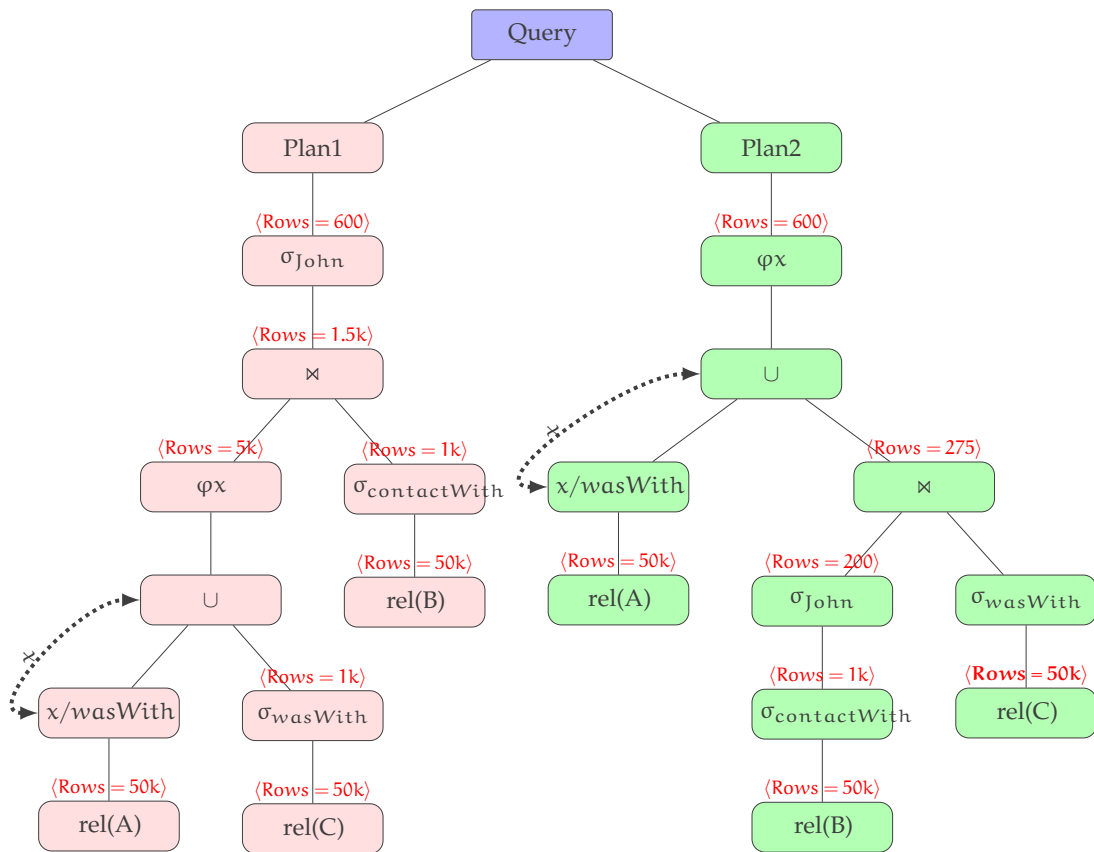 Query
Plan1
Plan2
⟨Rows = 600⟩
⟨Rows = 600⟩
σJohn
φx
⟨Rows = 1.5k⟩
⋈
∪
x
⟨Rows = 5k⟩
⟨Rows = 1k⟩
⟨Rows = 275⟩
φx
σcontactWith
x/wasWith
⋈
⟨Rows = 50k⟩
⟨Rows = 50k⟩
⟨Rows = 200⟩
∪
rel(B)
rel(A)
σJohn
σwasWith
x
⟨Rows = 1k⟩
⟨Rows = 1k⟩
⟨Rows = 50k⟩
x/wasWith
σwasWith
σcontactWith
rel(C)
⟨Rows = 50k⟩
⟨Rows = 50k⟩
⟨Rows = 50k⟩
rel(A)
rel(C)
rel(B)